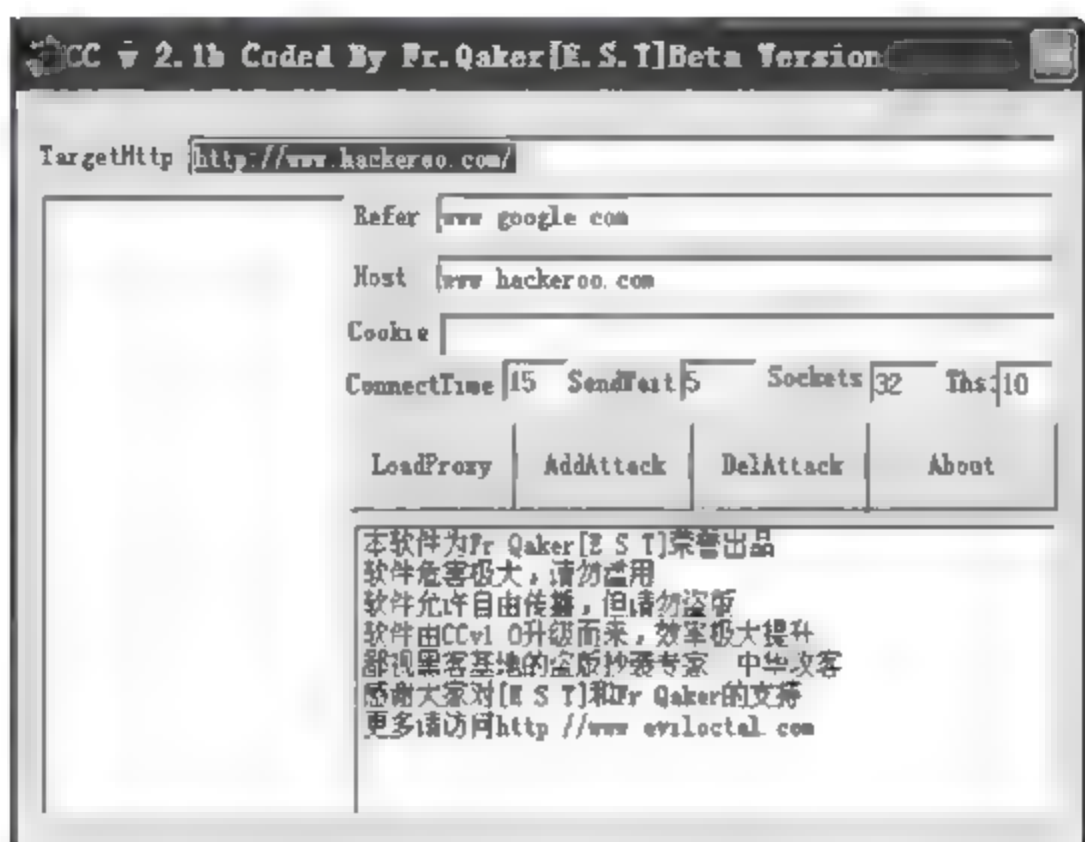 CC v 2.1b Coded By Fr.Qaker[E.S.T]Beta Version
TargetHttp http://www.hackeroo.com/
Refer www.google.com
Host www.hackeroo.com
Cookie
ConnectTime 15 SendWait 5 Sockets 32 Ths: 10
LoadProxy AddAttack DelAttack About
本软件为Fr.Qaker[E.S.T]荣誉出品
软件危害极大，请勿滥用
软件允许自由传播，但请勿盗版
软件由CCv1.0升级而来，效率极大提升
鄙视黑客基地的盗版抄袭专家 中华攻客
感谢大家对[E.S.T]和Fr.Qaker的支持
更多请访问http://www.eviloctal.com